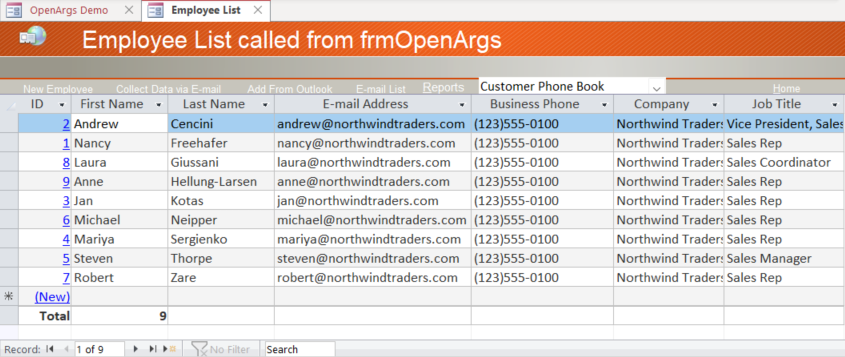 OpenArgs Demo × Employee List ×
Employee List called from frmOpenArgs
New Employee Collect Data via E-mail Add From Outlook E-mail List Reports Customer Phone Book Home
ID First Name Last Name E-mail Address Business Phone Company Job Title
2 Andrew Cencini andrew@northwindtraders.com (123)555-0100 Northwind Traders Vice President, Sales
1 Nancy Freehafer nancy@northwindtraders.com (123)555-0100 Northwind Traders Sales Rep
8 Laura Giussani laura@northwindtraders.com (123)555-0100 Northwind Traders Sales Coordinator
9 Anne Hellung-Larsen anne@northwindtraders.com (123)555-0100 Northwind Traders Sales Rep
3 Jan Kotas jan@northwindtraders.com (123)555-0100 Northwind Traders Sales Rep
6 Michael Neipper michael@northwindtraders.com (123)555-0100 Northwind Traders Sales Rep
4 Mariya Sergienko mariya@northwindtraders.com (123)555-0100 Northwind Traders Sales Rep
5 Steven Thorpe steven@northwindtraders.com (123)555-0100 Northwind Traders Sales Manager
7 Robert Zare robert@northwindtraders.com (123)555-0100 Northwind Traders Sales Rep
(New)
Total 9
Record: 1 of 9 No Filter Search